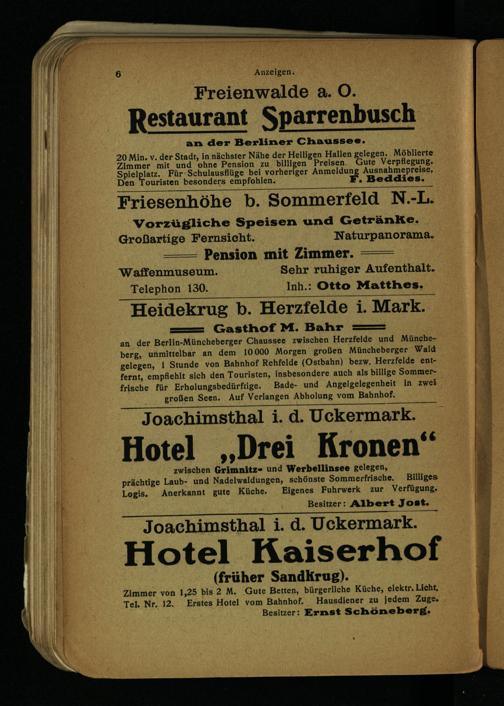 6
Anzeigen.
Freienwalde a. O.
Restaurant Sparrenbusch
an der Berliner Chaussee.
20 Min. v. der Stadt, in nächster Nähe der Heiligen Hallen gelegen. Möblierte
Zimmer mit und ohne Pension zu billigen Preisen. Gute Verpflegung.
Spielplatz. Für Schulausflüge bei vorheriger Anmeldung Ausnahmepreise.
Den Touristen besonders empfohlen. F. Beddies.
Friesenhöhe b. Sommerfeld N.-L.
Vorzügliche Speisen und Getränke.
Großartige Fernsicht. Naturpanorama.
Pension mit Zimmer.
Waffenmuseum. Sehr ruhiger Aufenthalt.
Telephon 130. Inh.: Otto Matthes.
Heidekrug b. Herzfelde i. Mark.
Gasthof M. Bahr
an der Berlin-Müncheberger Chaussee zwischen Herzfelde und Münche-
berg, unmittelbar an dem 10000 Morgen großen Müncheberger Wald
gelegen, 1 Stunde von Bahnhof Rehfelde (Ostbahn) bezw. Herzfelde ent-
fernt, empfiehlt sich den Touristen, insbesondere auch als billige Sommer-
frische für Erholungsbedürftige. Bade- und Angelgegenheit in zwei
großen Seen. Auf Verlangen Abholung vom Bahnhof.
Joachimsthal i. d. Uckermark.
Hotel „Drei Kronen“
zwischen Grimnitz- und Werbellinsee gelegen,
prächtige Laub- und Nadelwaldungen, schönste Sommerfrische. Billiges
Logis. Anerkannt gute Küche. Eigenes Fuhrwerk zur Verfügung.
Besitzer: Albert Jost.
Joachimsthal i. d. Uckermark.
Hotel Kaiserhof
(früher Sandkrug).
Zimmer von 1,25 bis 2 M. Gute Betten, bürgerliche Küche, elektr. Licht,
Tel. Nr. 12. Erstes Hotel vom Bahnhof. Hausdiener zu jedem Zuge.
Besitzer: Ernst Schöneberg.